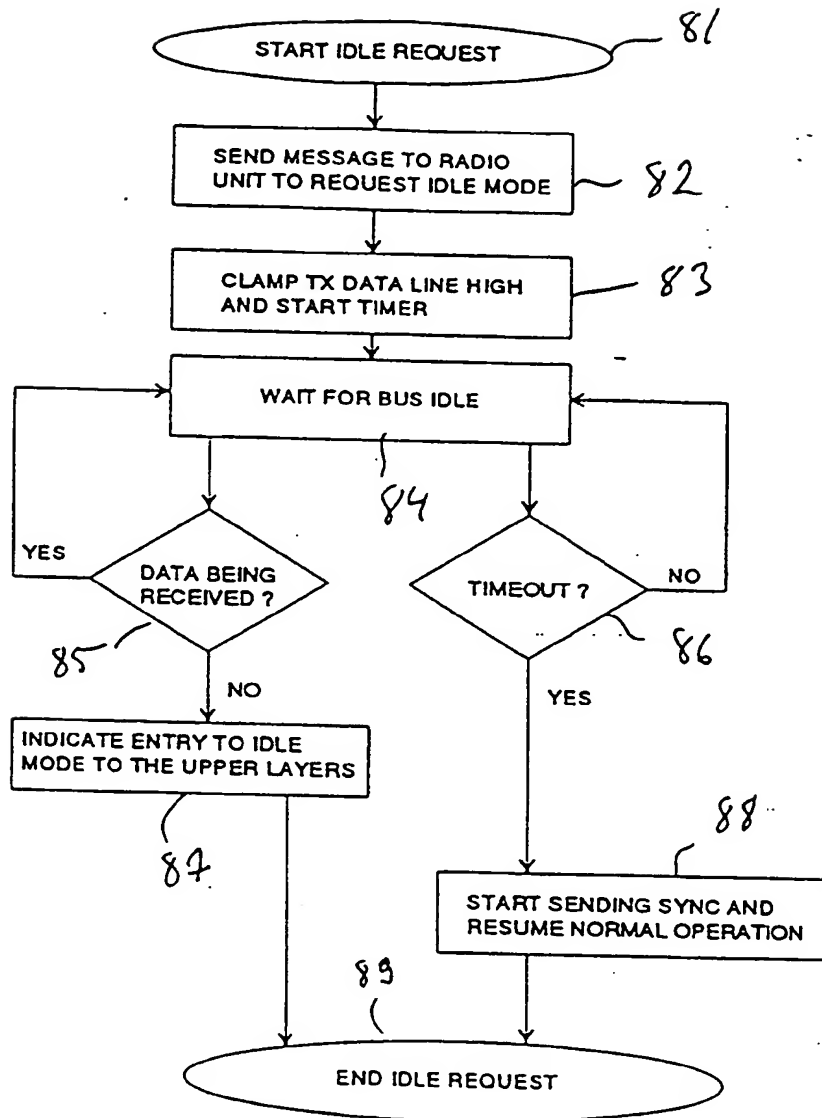 START IDLE REQUEST
81
SEND MESSAGE TO RADIO
UNIT TO REQUEST IDLE MODE
82
CLAMP TX DATA LINE HIGH
AND START TIMER
83
WAIT FOR BUS IDLE
84
YES
DATA BEING
RECEIVED ?
85
NO
TIMEOUT ?
NO
86
YES
INDICATE ENTRY TO IDLE
MODE TO THE UPPER LAYERS
87
88
START SENDING SYNC AND
RESUME NORMAL OPERATION
89
END IDLE REQUEST